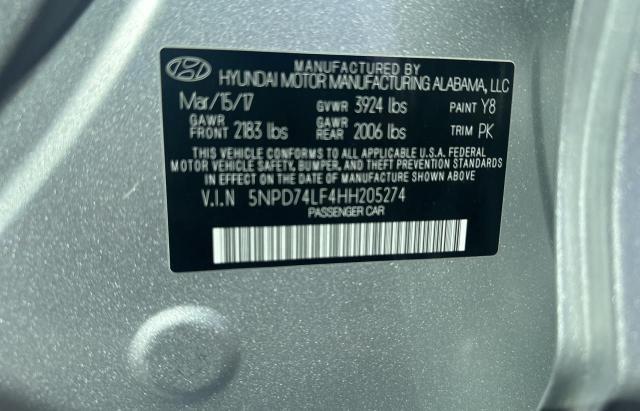 MANUFACTURED BY
HYUNDAI MOTOR MANUFACTURING ALABAMA, LLC
Mar/15/17 GVWR 3924 lbs PAINT Y8
GAWR FRONT 2183 lbs GAWR REAR 2006 lbs TRIM PK
THIS VEHICLE CONFORMS TO ALL APPLICABLE U.S.A. FEDERAL
MOTOR VEHICLE SAFETY, BUMPER, AND THEFT PREVENTION STANDARDS
IN EFFECT ON THE DATE OF MANUFACTURE SHOWN ABOVE
V.I.N 5NPD74LF4HH205274
PASSENGER CAR